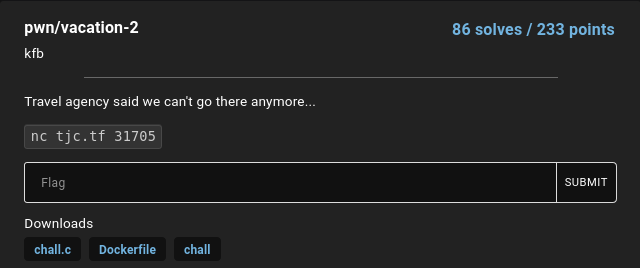 pwn/vacation-2
86 solves / 233 points
kfb
Travel agency said we can't go there anymore...
nc tjc.tf 31705
Flag
SUBMIT
Downloads
chall.c Dockerfile chall